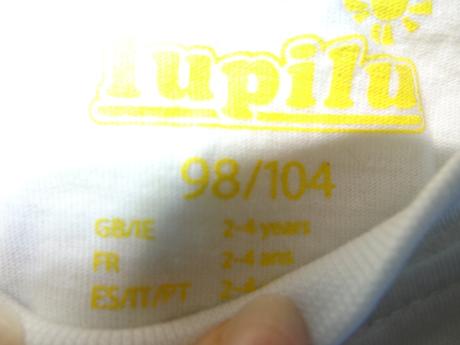 lupilu
98/104
GB/IE 2-4 years
FR 2-4 ans
ES/IT/PT 2-4